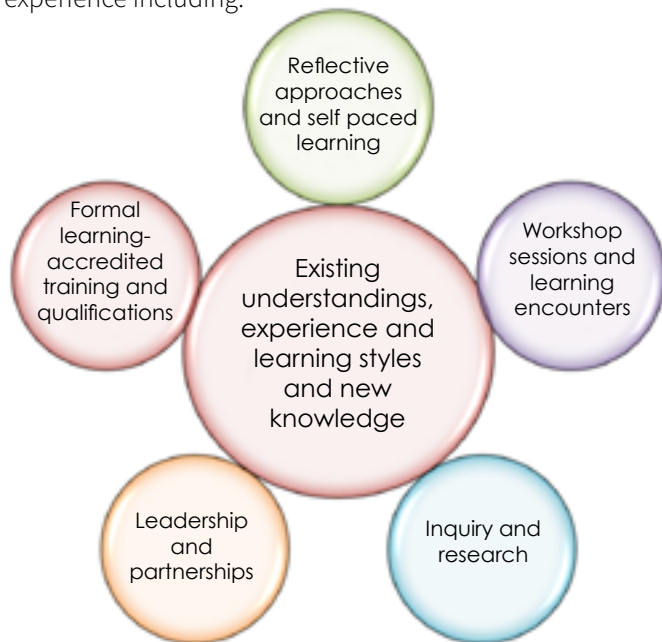 experience including:
Reflective
approaches
and self paced
learning
Formal
learning-
accredited
training and
qualifications
Existing
understandings,
experience and
learning styles
and new
knowledge
Workshop
sessions and
learning
encounters
Leadership
and
partnerships
Inquiry and
research